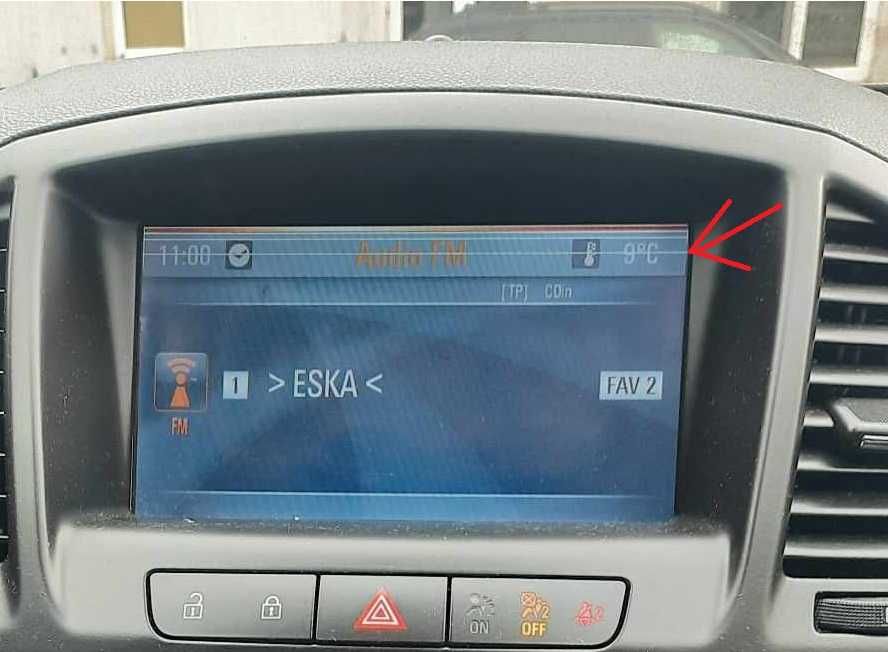 11:00 Audio FM 9°C
[TP] CDin
1 > ESKA < FAV 2
FM
ON OFF